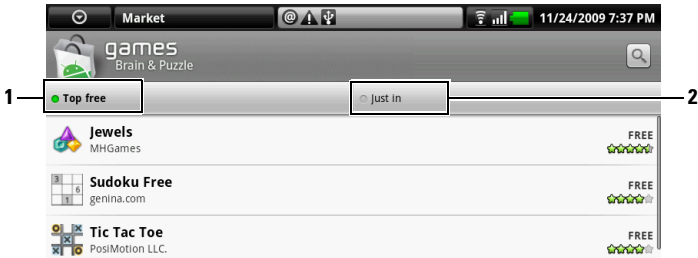 Market
@
11/24/2009 7:37 PM
games
Brain & Puzzle
1
Top free
Just in
2
Jewels
MHGames
FREE
3
6
1
Sudoku Free
genina.com
FREE
Tic Tac Toe
PosiMotion LLC.
FREE